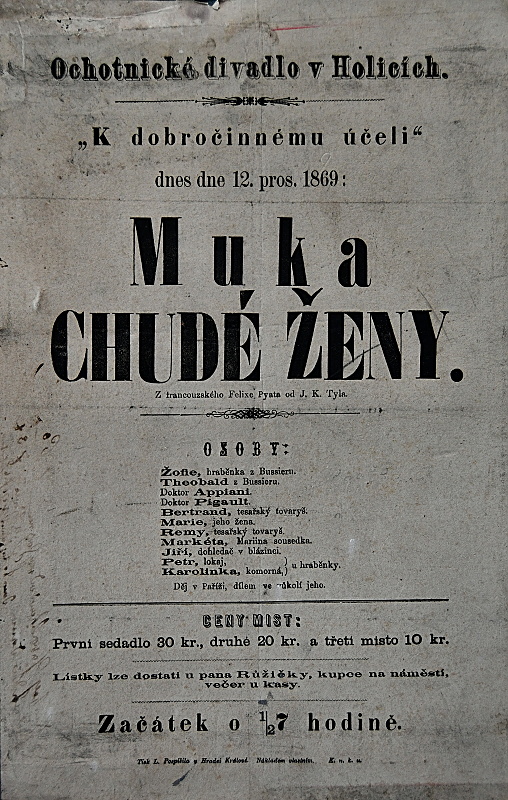 Ochotnické divadlo v Holicích.
„K dobročinnému účeli“
dnes dne 12. pros. 1869:
Muka
CHUDÉ ŽENY.
Z francouzského Felixe Pyata od J. K. Tyla.
OSOBY:
Žofie, hraběnka z Bussieru.
Theobald z Bussieru.
Doktor Appiani.
Doktor Pigault.
Bertrand, tesařský tovaryš.
Marie, jeho žena.
Remy, tesařský tovaryš.
Markéta, Mariina sousedka.
Jiří, dohledač v blázinci.
Petr, lokaj,
Karolinka, komorná,) u hraběnky.
Děj v Paříži, dílem ve okolí jeho.
CENY MIST:
První sedadlo 30 kr., druhé 20 kr. a třetí místo 10 kr.
Lístky lze dostati u pana Růžičky, kupce na náměstí,
večer u kasy.
Začátek o ½7 hodině.
Tisk L. Pospíšila v Hradci Králové. Nákladem vlastním. K. n. k. u.